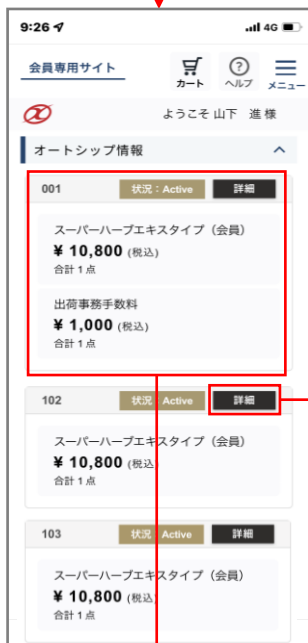 9:26
4G
会員専用サイト
カート
ヘルプ
メニュー
ようこそ 山下 進 様
オートシップ情報
001 状況：Active 詳細
スーパーハーブエキスタイプ（会員）
¥ 10,800 (税込)
合計 1 点
出荷事務手数料
¥ 1,000 (税込)
合計 1 点
102 状況 Active 詳細
スーパーハーブエキスタイプ（会員）
¥ 10,800 (税込
合計 1 点
103 状況 Active 詳細
スーパーハーブエキスタイプ（会員）
¥ 10,800 (税込
合計 1 点